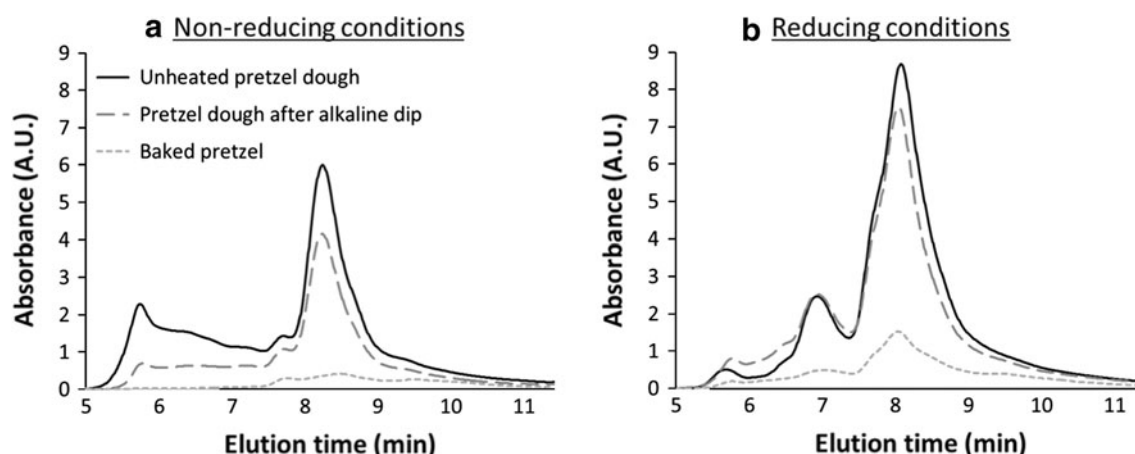 a Non-reducing conditions
9
8
7
6
5
4
3
2
1
0
Absorbance (A.U.)
Unheated pretzel dough
Pretzel dough after alkaline dip
Baked pretzel
5 6 7 8 9 10 11
Elution time (min)
b Reducing conditions
9
8
7
6
5
4
3
2
1
0
Absorbance (A.U.)
5 6 7 8 9 10 11
Elution time (min)